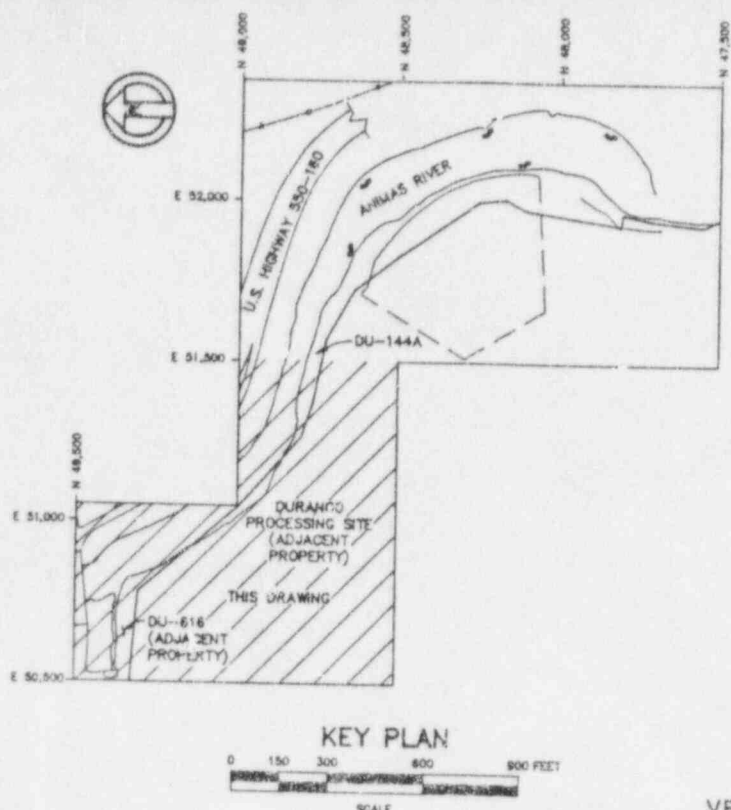 N 49,000
N 48,500
N 48,000
N 47,500
N
E 52,000
U.S. HIGHWAY 550-160
ANIMAS RIVER
E 51,500
DU-144A
N 49,500
E 51,000
DURANGO
PROCESSING SITE
(ADJACENT
PROPERTY)
THIS DRAWING
DU-616
(ADJACENT
PROPERTY)
E 50,500
KEY PLAN
0 150 300 600 900 FEET
SCALE